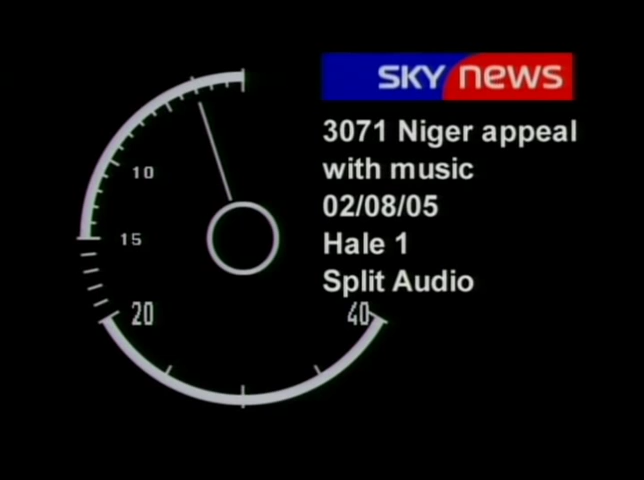 SKY news
3071 Niger appeal
with music
02/08/05
Hale 1
Split Audio
10
15
20
40